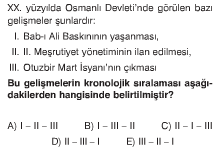 XX. yüzyılda Osmanlı Devleti'nde görülen bazı
gelişmeler şunlardır:
I. Bab-ı Ali Baskınının yaşanması,
II. II. Meşrutiyet yönetiminin ilan edilmesi,
III. Otuzbir Mart İsyanı'nın çıkması
Bu gelişmelerin kronolojik sıralaması aşağı-
dakilerden hangisinde belirtilmiştir?
A) I – II – III B) I – III – II C) II – I – III
D) II – III – I E) III – II – I